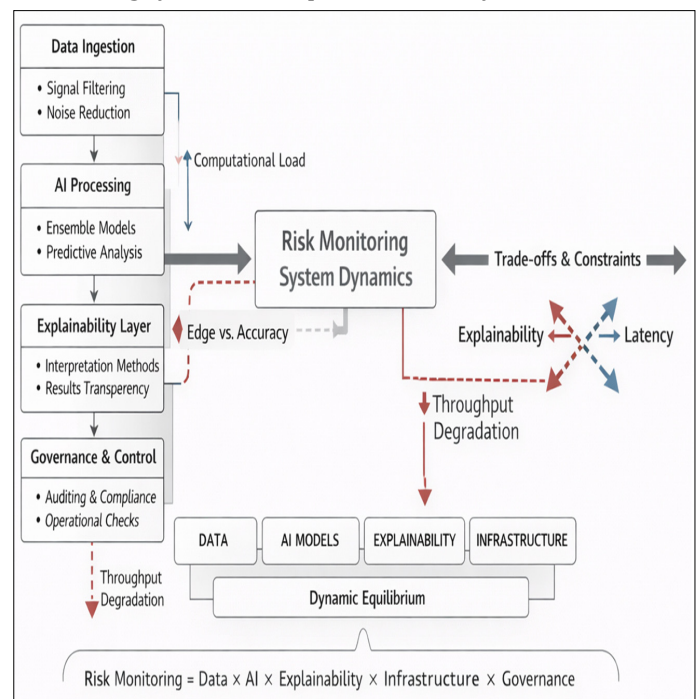 Data Ingestion
• Signal Filtering
• Noise Reduction
Computational Load
AI Processing
• Ensemble Models
• Predictive Analysis
Risk Monitoring
System Dynamics
Trade-offs & Constraints
Explainability Layer
• Interpretation Methods
• Results Transperency
Edge vs. Accuracy
Explainability
Latency
Throughput
Degradation
Governance & Control
• Auditing & Compliance
• Operational Checks
Throughput
Degradation
DATA
AI MODELS
EXPLAINABILITY
INFRASTRUCTURE
Dynamic Equilibrium
Risk Monitoring = Data × AI × Explainability × Infrastructure × Governance